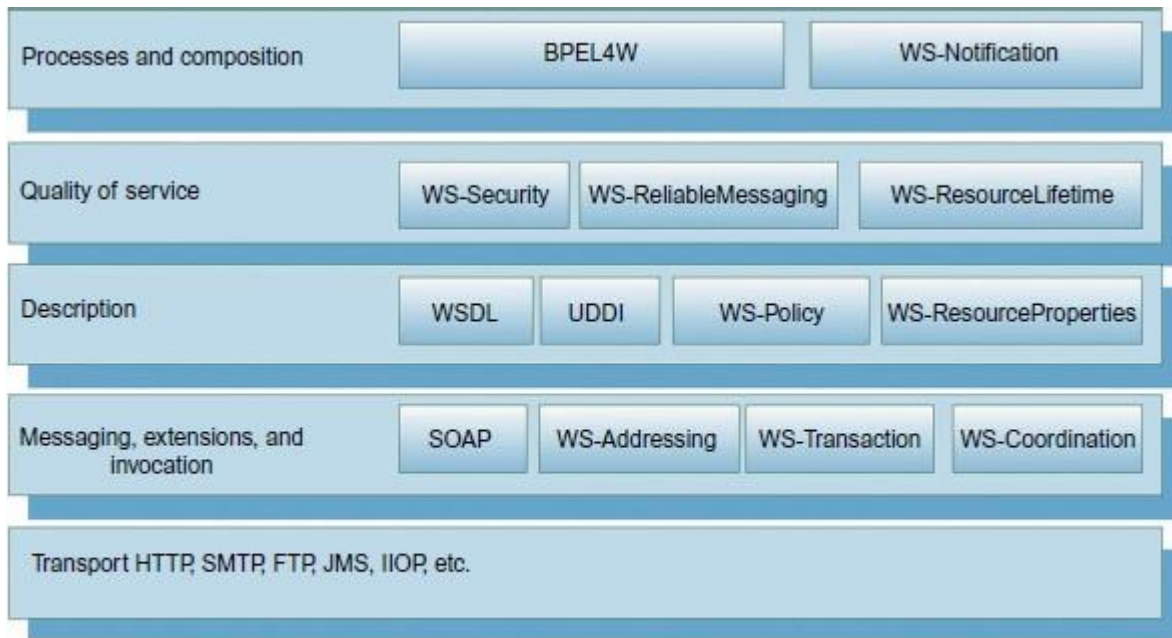 Processes and composition
BPEL4W
WS-Notification
Quality of service
WS-Security
WS-ReliableMessaging
WS-ResourceLifetime
Description
WSDL
UDDI
WS-Policy
WS-ResourceProperties
Messaging, extensions, and
invocation
SOAP
WS-Addressing
WS-Transaction
WS-Coordination
Transport HTTP, SMTP, FTP, JMS, IIOP, etc.